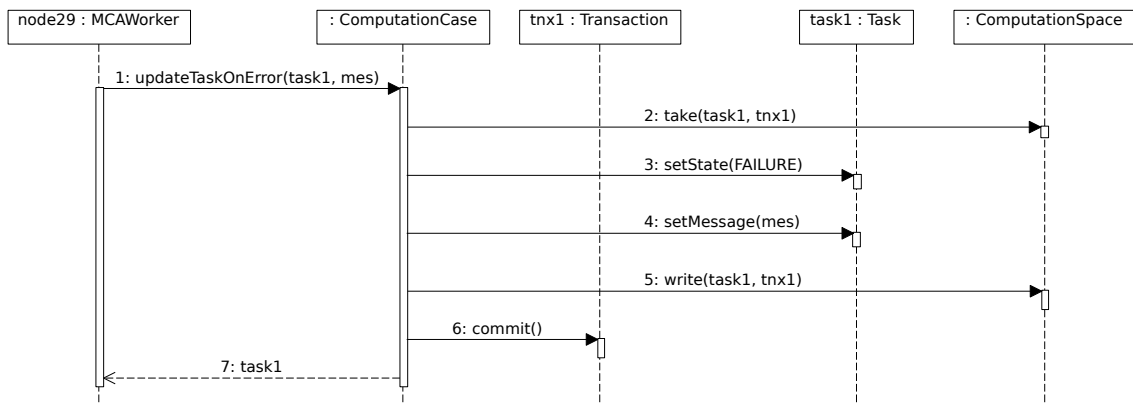 node29 : MCAWorker
: ComputationCase
tnx1 : Transaction
task1 : Task
: ComputationSpace
1: updateTaskOnError(task1, mes)
2: take(task1, tnx1)
3: setState(FAILURE)
4: setMessage(mes)
5: write(task1, tnx1)
6: commit()
7: task1